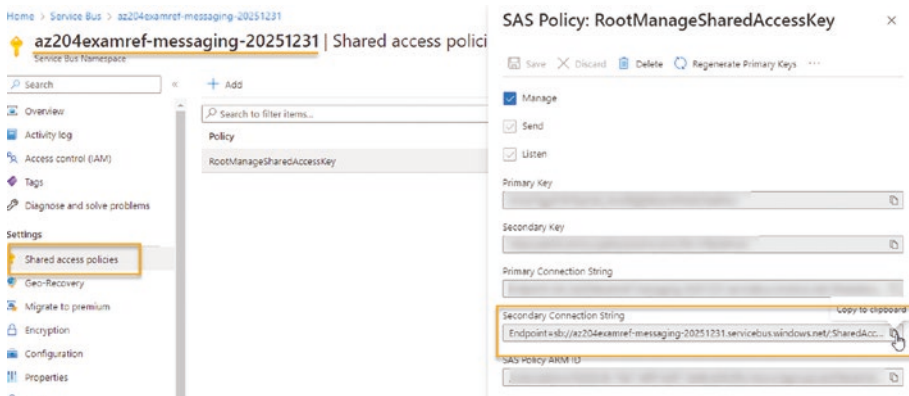 Home > Service Bus > az204examref-messaging-20251231
az204examref-messaging-20251231 | Shared access polici
Service Bus Namespace
Search
«
Overview
Activity log
Access control (IAM)
Tags
Diagnose and solve problems
Settings
Shared access policies
Geo-Recovery
Migrate to premium
Encryption
Configuration
Properties
+ Add
Search to filter items...
Policy
RootManageSharedAccessKey
SAS Policy: RootManageSharedAccessKey ×
Save Discard Delete Regenerate Primary Keys ...
Manage
Send
Listen
Primary Key
Secondary Key
Primary Connection String
Secondary Connection String
Copy to clipboard
Endpoint=sb://az204examref-messaging-20251231.servicebus.windows.net/;SharedAcc...
SAS Policy ARM ID